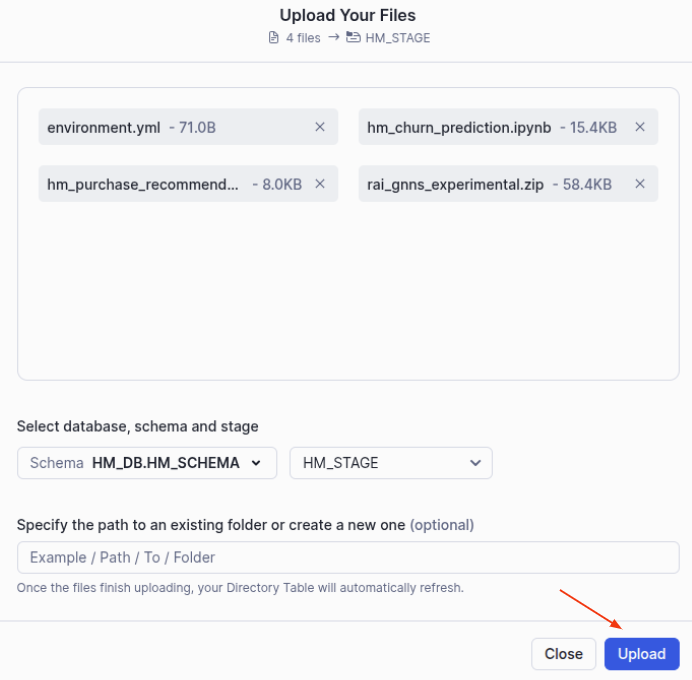 Upload Your Files
4 files → HM_STAGE
environment.yml - 71.0B
hm_churn_prediction.ipynb - 15.4KB
hm_purchase_recommend... - 8.0KB
rai_gnns_experimental.zip - 58.4KB
Select database, schema and stage
Schema HM_DB.HM_SCHEMA
HM_STAGE
Specify the path to an existing folder or create a new one (optional)
Example / Path / To / Folder
Once the files finish uploading, your Directory Table will automatically refresh.
Close
Upload